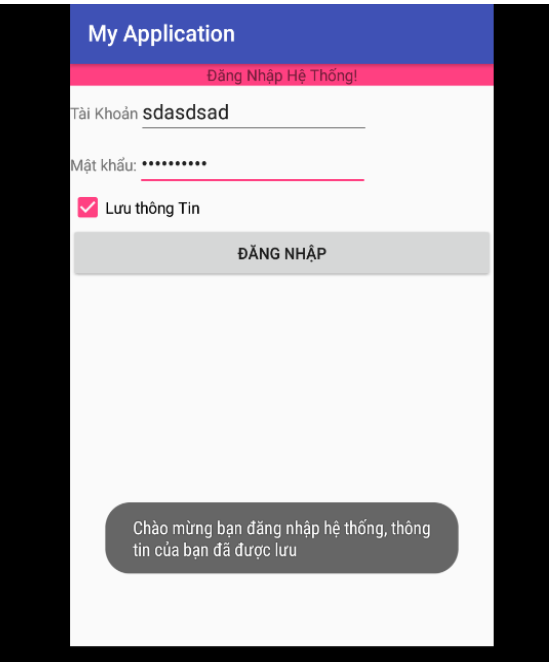 My Application
Đăng Nhập Hệ Thống!
Tài Khoản sdasdsad
Mật khẩu: ••••••••••
Lưu thông Tin
ĐĂNG NHẬP
Chào mừng bạn đăng nhập hệ thống, thông
tin của bạn đã được lưu